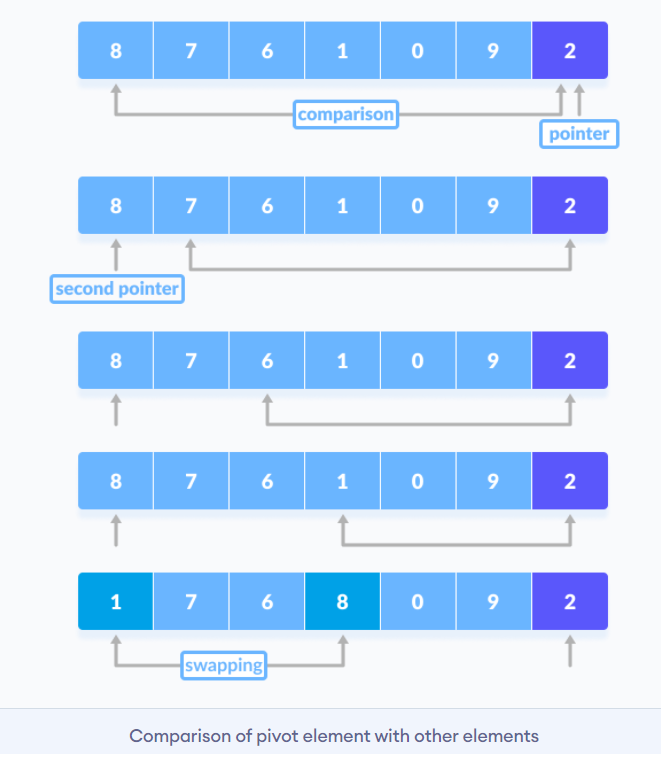 8 7 6 1 0 9 2
comparison
pointer
8 7 6 1 0 9 2
second pointer
8 7 6 1 0 9 2
8 7 6 1 0 9 2
1 7 6 8 0 9 2
swapping
Comparison of pivot element with other elements